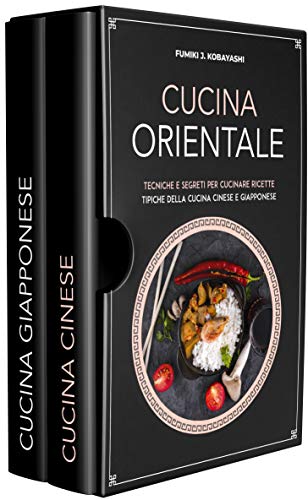 FUMIKI J. KOBAYASHI
CUCINA
ORIENTALE
TECNICHE E SEGRETI PER CUCINARE RICETTE
TIPICHE DELLA CUCINA CINESE E GIAPPONESE
CUCINA GIAPPONESE
CUCINA CINESE